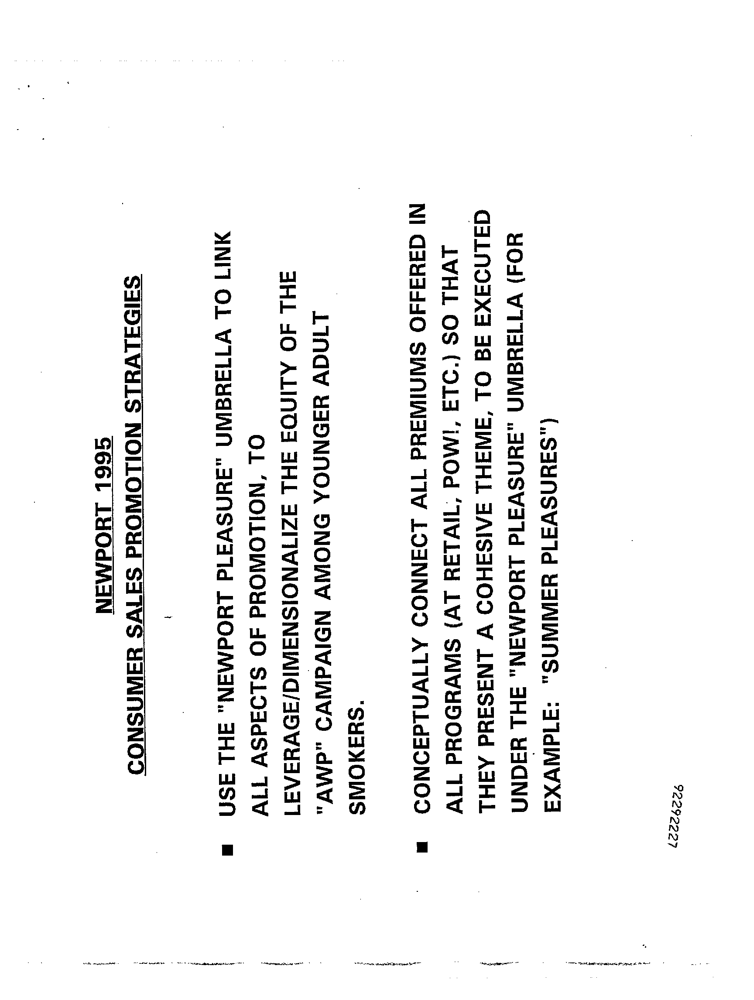 NEWPORT 1995
CONSUMER SALES PROMOTION STRATEGIES
■ USE THE "NEWPORT PLEASURE" UMBRELLA TO LINK
ALL ASPECTS OF PROMOTION, TO
LEVERAGE/DIMENSIONALIZE THE EQUITY OF THE
"AWP" CAMPAIGN AMONG YOUNGER ADULT
SMOKERS.
■ CONCEPTUALLY CONNECT ALL PREMIUMS OFFERED IN
ALL PROGRAMS (AT RETAIL, POW!, ETC.) SO THAT
THEY PRESENT A COHESIVE THEME, TO BE EXECUTED
UNDER THE "NEWPORT PLEASURE" UMBRELLA (FOR
EXAMPLE: "SUMMER PLEASURES")
92292227